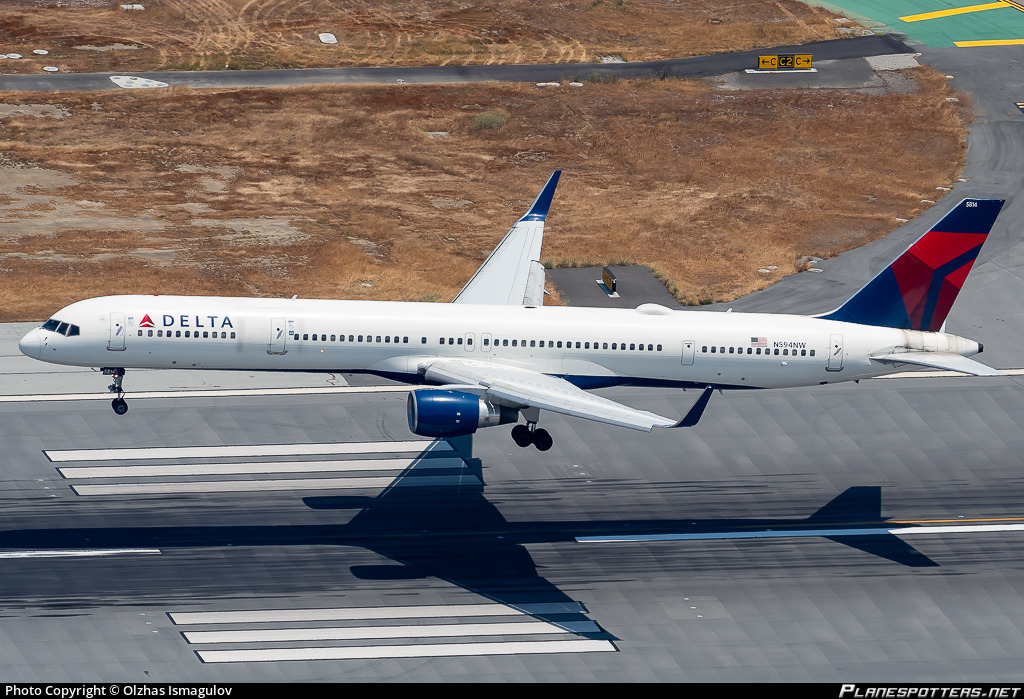 ←C C2 C→
5814
DELTA
N594NW
Photo Copyright © Olzhas Ismagulov
PLANESPOTTERS.NET